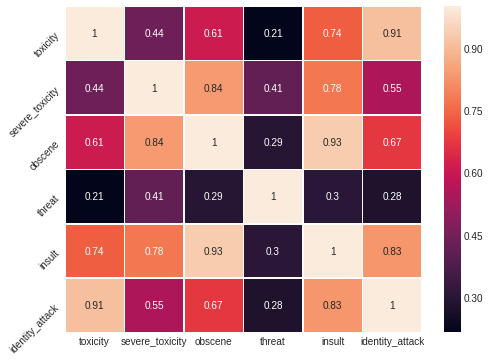 toxicity 1 0.44 0.61 0.21 0.74 0.91
severe_toxicity 0.44 1 0.84 0.41 0.78 0.55
obscene 0.61 0.84 1 0.29 0.93 0.67
threat 0.21 0.41 0.29 1 0.3 0.28
insult 0.74 0.78 0.93 0.3 1 0.83
identity_attack 0.91 0.55 0.67 0.28 0.83 1
toxicity severe_toxicity obscene threat insult identity_attack
0.90
0.75
0.60
0.45
0.30